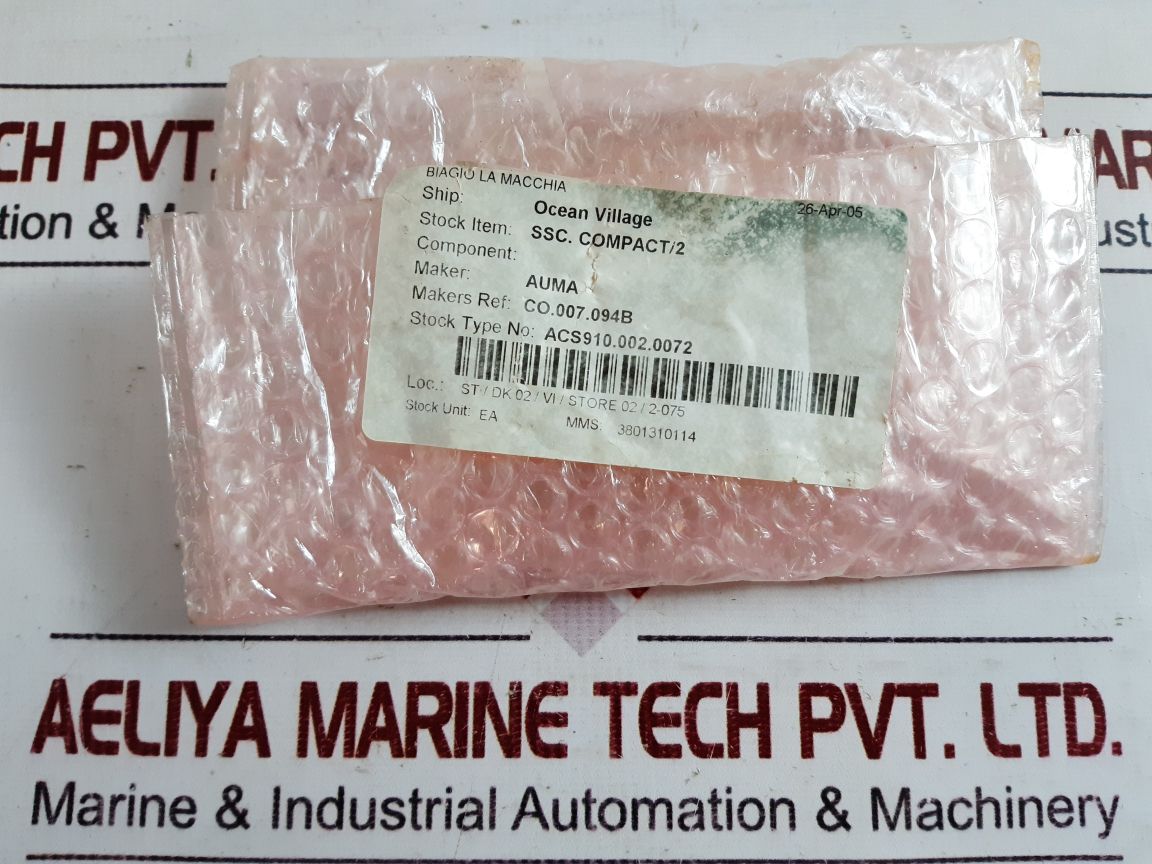 CH PVT.
tion & M
MAR
ust
BIAGIO LA MACCHIA
26-Apr-05
Ship: Ocean Village
Stock Item: SSC. COMPACT/2
Component:
Maker: AUMA
Makers Ref: CO.007.094B
Stock Type No: ACS910.002.0072
Loc.: ST / DK 02 / VI / STORE 02 / 2-075
Stock Unit: EA MMS: 3801310114
AELIYA MARINE TECH PVT. LTD.
Marine & Industrial Automation & Machinery